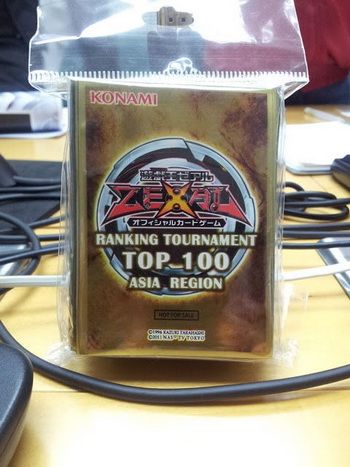 KONAMI
遊戯王ゼアル
ZEXAL
オフィシャルカードゲーム
RANKING TOURNAMENT
TOP 100
ASIA REGION
NOT FOR SALE
©1996 KAZUKI TAKAHASHI
©2011 NAS・TV TOKYO